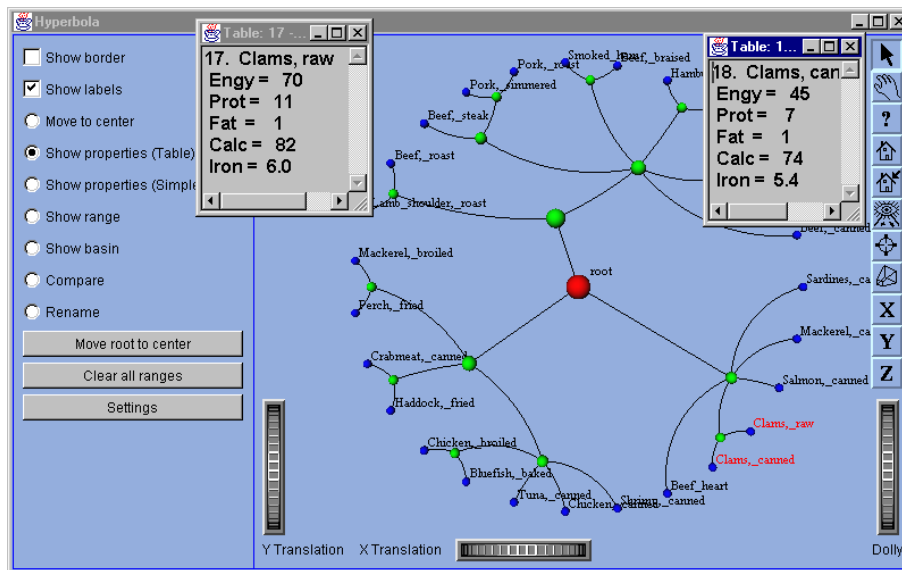 Hyperbola
Show border
Show labels
Move to center
Show properties (Table)
Show properties (Simple
Show range
Show basin
Compare
Rename
Move root to center
Clear all ranges
Settings
Table: 17 -...
17. Clams, raw
Engy = 70
Prot = 11
Fat = 1
Calc = 82
Iron = 6.0
Table: 1...
18. Clams, can
Engy = 45
Prot = 7
Fat = 1
Calc = 74
Iron = 5.4
Smoked_ham
Beef,_braised
Pork,_roast
Hambu
Pork,_simmered
Beef,_steak
Beef,_roast
Lamb_shoulder,_roast
Beef,_canned
Mackerel,_broiled
root
Sardines,_ca
Perch,_fried
Mackerel,_ca
Crabmeat,_canned
Salmon,_canned
Haddock,_fried
Clams,_raw
Chicken,_broiled
Clams,_canned
Bluefish,_baked
Beef_heart
Tuna,_canned
Chicken,_canned
Shrimp,_canned
?
X
Y
Z
Y Translation
X Translation
Dolly